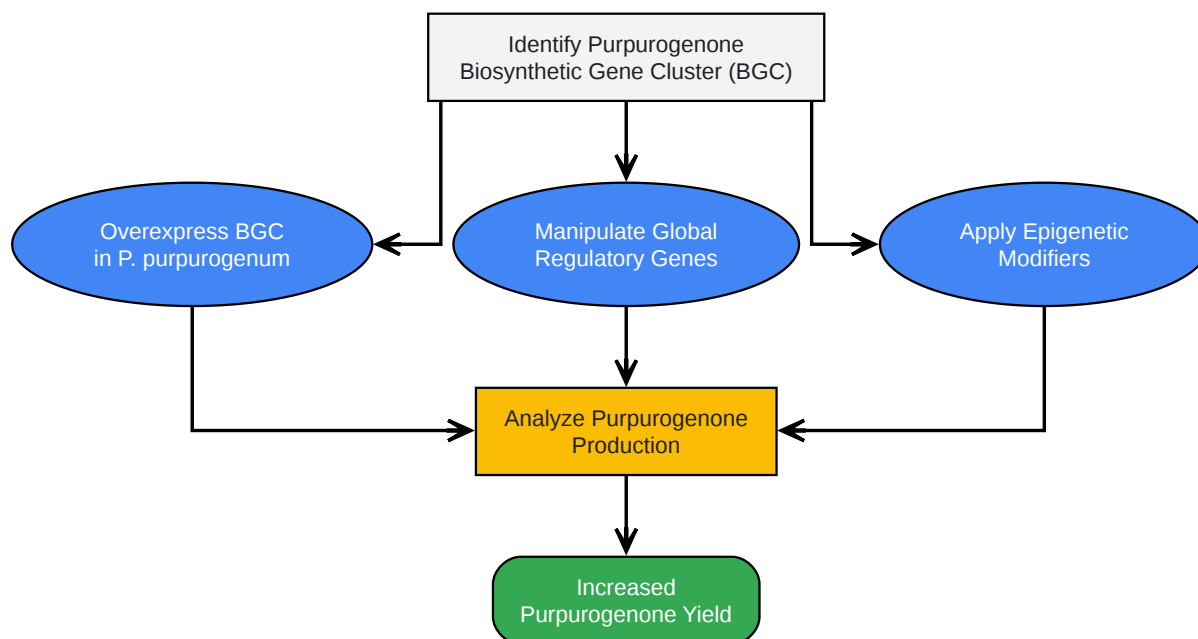 Identify Purpurogenone
Biosynthetic Gene Cluster (BGC)
Overexpress BGC
in P. purpurogenum
Manipulate Global
Regulatory Genes
Apply Epigenetic
Modifiers
Analyze Purpurogenone
Production
Increased
Purpurogenone Yield